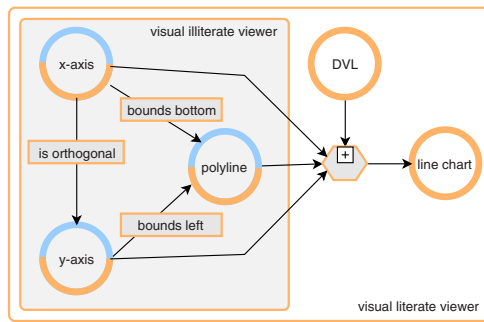 visual illiterate viewer
x-axis
DVL
bounds bottom
is orthogonal
+
polyline
line chart
bounds left
y-axis
visual literate viewer